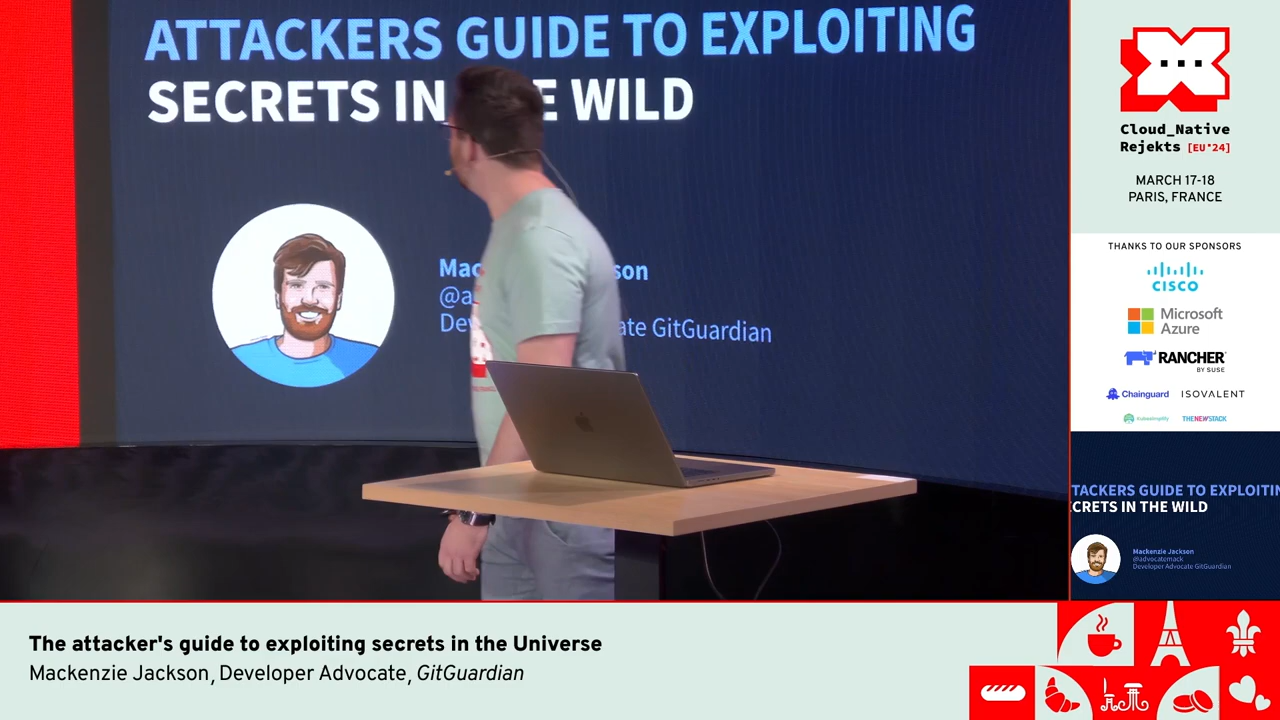 ATTACKERS GUIDE TO EXPLOITING
SECRETS IN E WILD
Mac son
@a
Dev ate GitGuardian
Cloud_Native
Rejekts [EU'24]
MARCH 17-18
PARIS, FRANCE
THANKS TO OUR SPONSORS
CISCO
Microsoft
Azure
RANCHER
BY SUSE
Chainguard ISOVALENT
kubesimplify THENEWSTACK
TACKERS GUIDE TO EXPLOITIN
CRETS IN THE WILD
Mackenzie Jackson
@advocatemack
Developer Advocate GitGuardian
The attacker's guide to exploiting secrets in the Universe
Mackenzie Jackson, Developer Advocate, GitGuardian